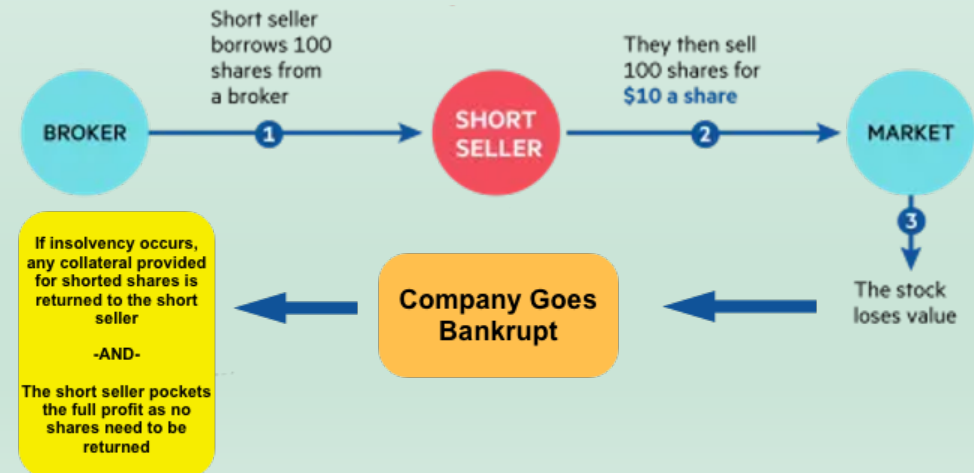 Short seller
borrows 100
shares from
a broker
They then sell
100 shares for
$10 a share
BROKER
1
SHORT
SELLER
2
MARKET
3
If insolvency occurs,
any collateral provided
for shorted shares is
returned to the short
seller
-AND-
The short seller pockets
the full profit as no
shares need to be
returned
Company Goes
Bankrupt
The stock
loses value